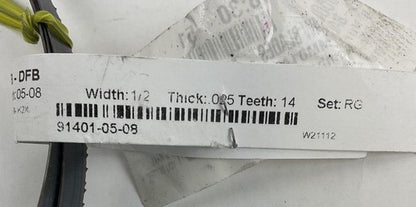 - DFB
:05-08
Width: 1/2 Thick: .025 Teeth: 14 Set: RG
91401-05-08
W21112